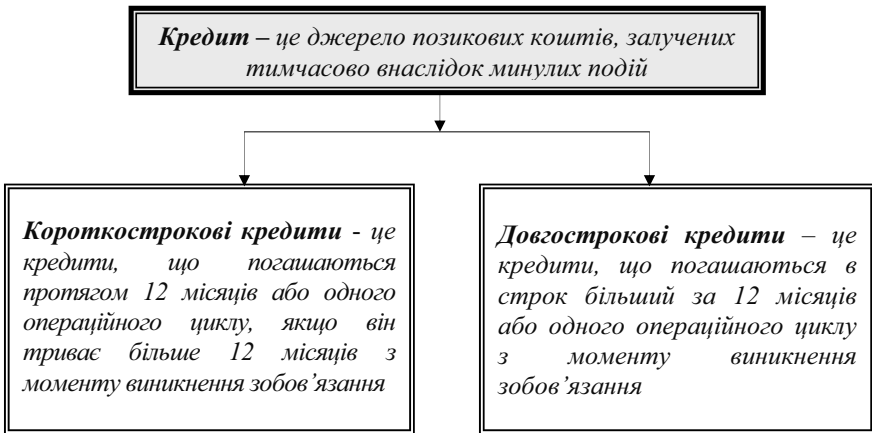 Кредит – це джерело позикових коштів, залучених
тимчасово внаслідок минулих подій
Короткострокові кредити - це
кредити, що погашаються
протягом 12 місяців або одного
операційного циклу, якщо він
триває більше 12 місяців з
моменту виникнення зобов’язання
Довгострокові кредити – це
кредити, що погашаються в
строк більший за 12 місяців
або одного операційного циклу
з моменту виникнення
зобов’язання